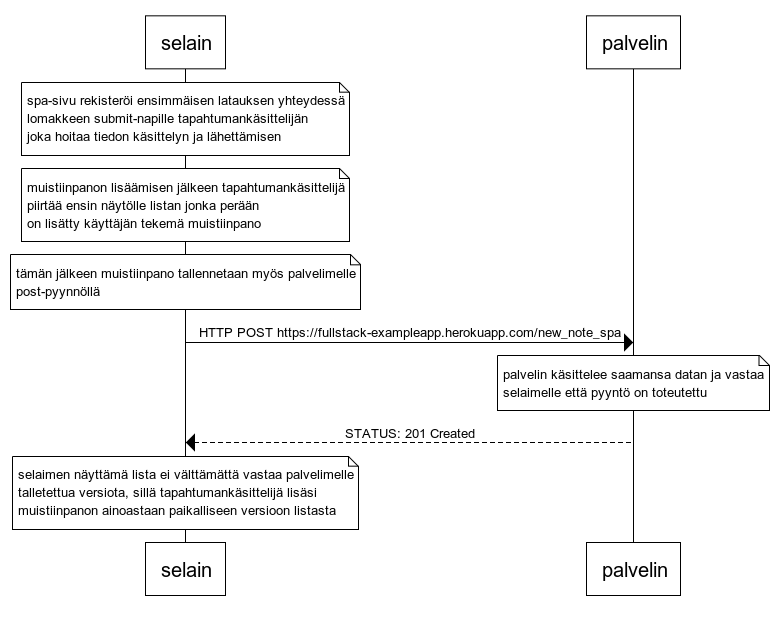 selain
palvelin
spa-sivu rekisteröi ensimmäisen latauksen yhteydessä
lomakkeen submit-napille tapahtumankäsittelijän
joka hoitaa tiedon käsittelyn ja lähettämisen
muistiinpanon lisäämisen jälkeen tapahtumankäsittelijä
piirtää ensin näytölle listan jonka perään
on lisätty käyttäjän tekemä muistiinpano
tämän jälkeen muistiinpano tallennetaan myös palvelimelle
post-pyynnöllä
HTTP POST https://fullstack-exampleapp.herokuapp.com/new_note_spa
palvelin käsittelee saamansa datan ja vastaa
selaimelle että pyyntö on toteutettu
STATUS: 201 Created
selaimen näyttämä lista ei välttämättä vastaa palvelimelle
talletettua versiota, sillä tapahtumankäsittelijä lisäsi
muistiinpanon ainoastaan paikalliseen versioon listasta
selain
palvelin